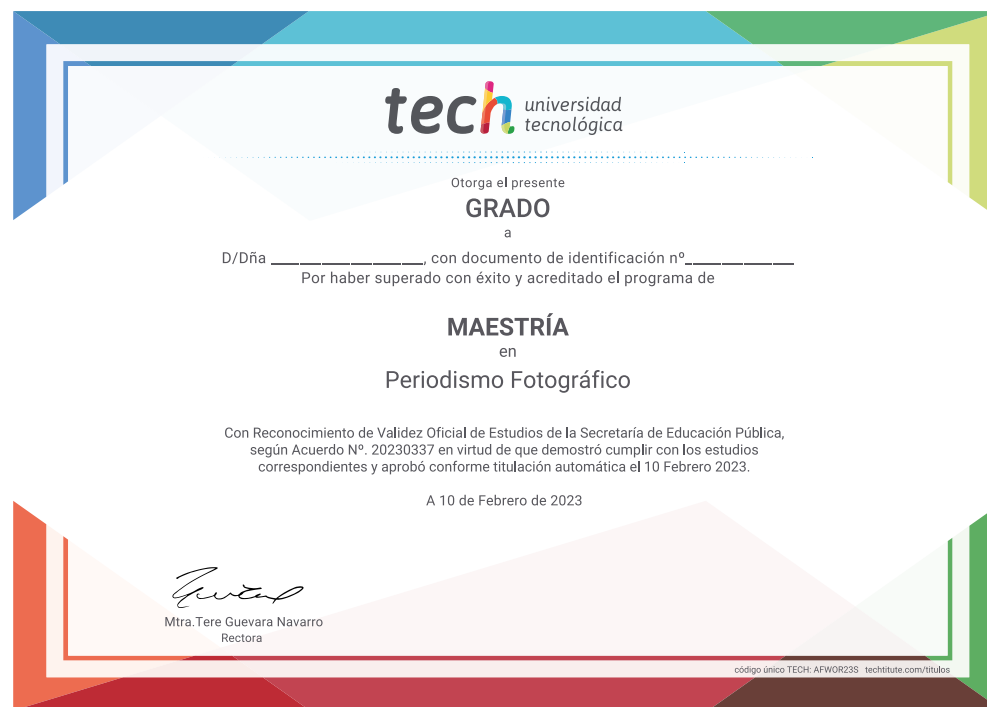 tech universidad
tecnológica
Otorga el presente
GRADO
a
D/Dña ___________________, con documento de identificación nº______________
Por haber superado con éxito y acreditado el programa de
MAESTRÍA
en
Periodismo Fotográfico
Con Reconocimiento de Validez Oficial de Estudios de la Secretaría de Educación Pública,
según Acuerdo Nº. 20230337 en virtud de que demostró cumplir con los estudios
correspondientes y aprobó conforme titulación automática el 10 Febrero 2023.
A 10 de Febrero de 2023
Mtra.Tere Guevara Navarro
Rectora
código único TECH: AFWOR23S techtitute.com/titulos